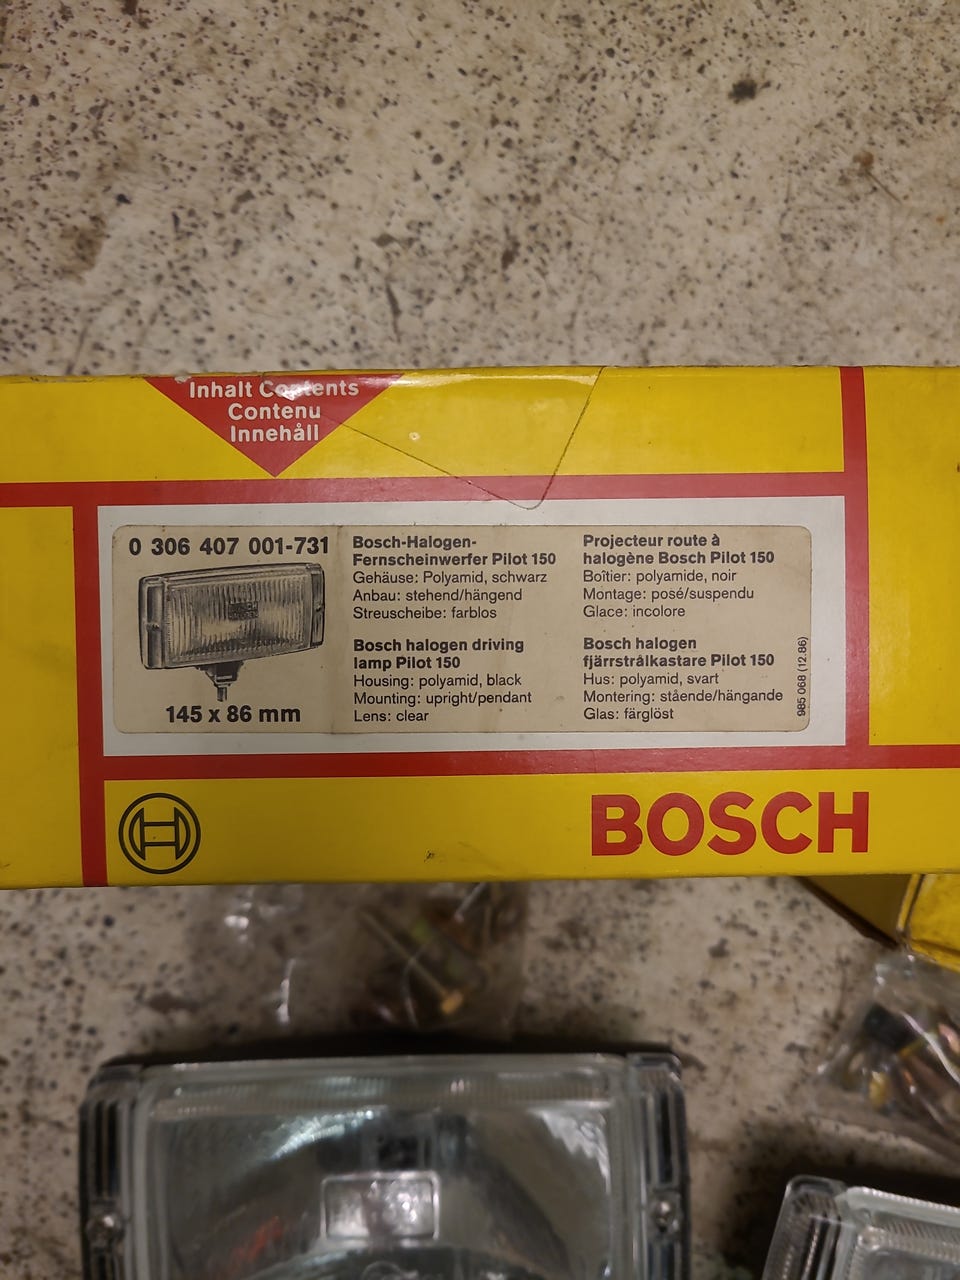 Inhalt Contents
Contenu
Innehåll
0 306 407 001-731
145 x 86 mm
Bosch-Halogen-
Fernscheinwerfer Pilot 150
Gehäuse: Polyamid, schwarz
Anbau: stehend/hängend
Streuscheibe: farblos
Bosch halogen driving
lamp Pilot 150
Housing: polyamid, black
Mounting: upright/pendant
Lens: clear
Projecteur route à
halogène Bosch Pilot 150
Boîtier: polyamide, noir
Montage: posé/suspendu
Glace: incolore
Bosch halogen
fjärrstrålkastare Pilot 150
Hus: polyamid, svart
Montering: stående/hängande
Glas: färglöst
985 068 (12.86)
BOSCH